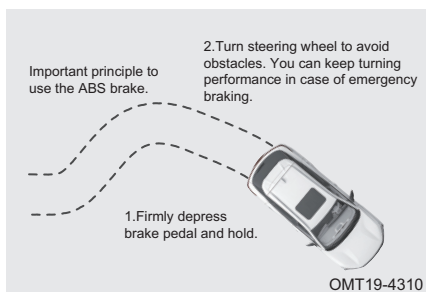 Important principle to
use the ABS brake.
2.Turn steering wheel to avoid
obstacles. You can keep turning
performance in case of emergency
braking.
1.Firmly depress
brake pedal and hold.
OMT19-4310